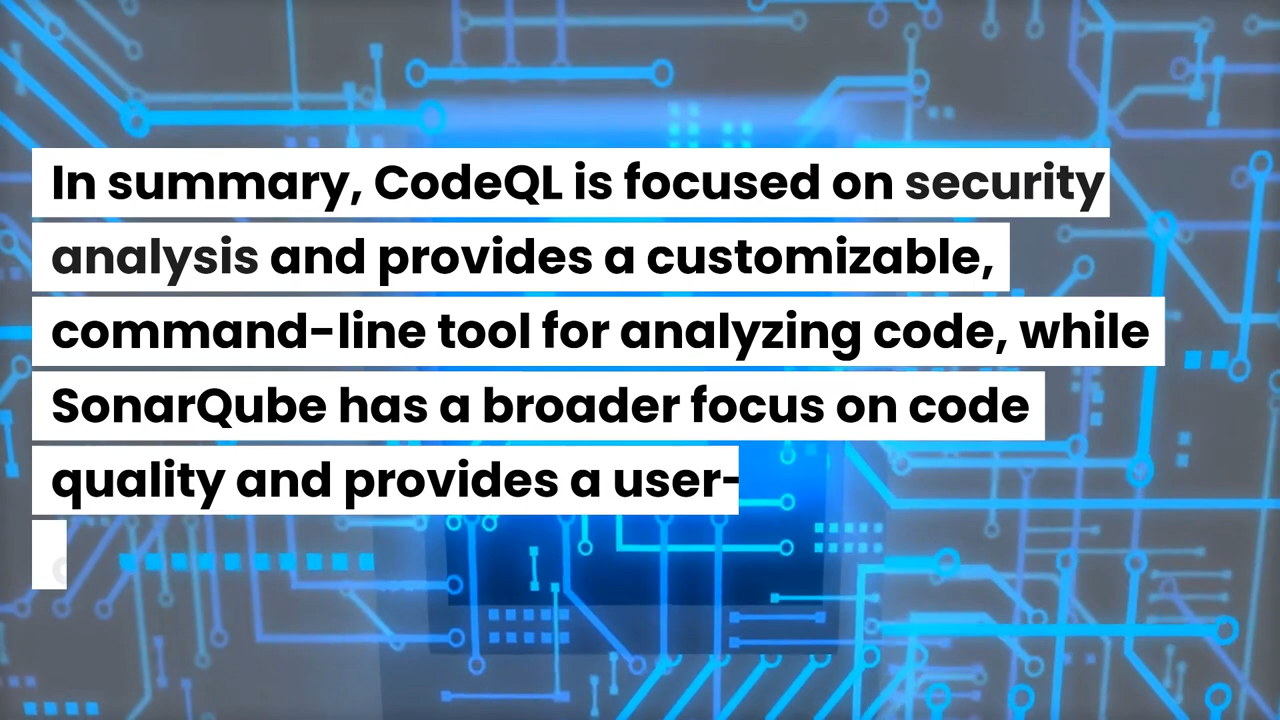 In summary, CodeQL is focused on security
analysis and provides a customizable,
command-line tool for analyzing code, while
SonarQube has a broader focus on code
quality and provides a user-